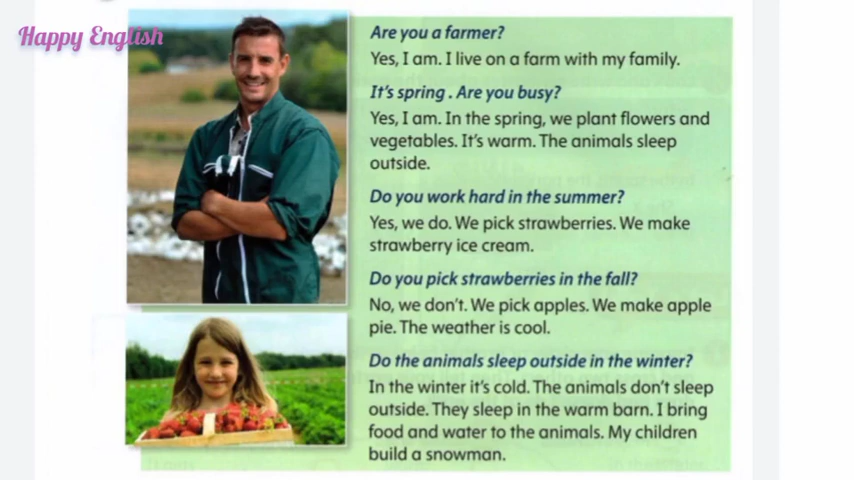 Happy English
Are you a farmer?
Yes, I am. I live on a farm with my family.
It's spring . Are you busy?
Yes, I am. In the spring, we plant flowers and
vegetables. It's warm. The animals sleep
outside.
Do you work hard in the summer?
Yes, we do. We pick strawberries. We make
strawberry ice cream.
Do you pick strawberries in the fall?
No, we don't. We pick apples. We make apple
pie. The weather is cool.
Do the animals sleep outside in the winter?
In the winter it's cold. The animals don't sleep
outside. They sleep in the warm barn. I bring
food and water to the animals. My children
build a snowman.